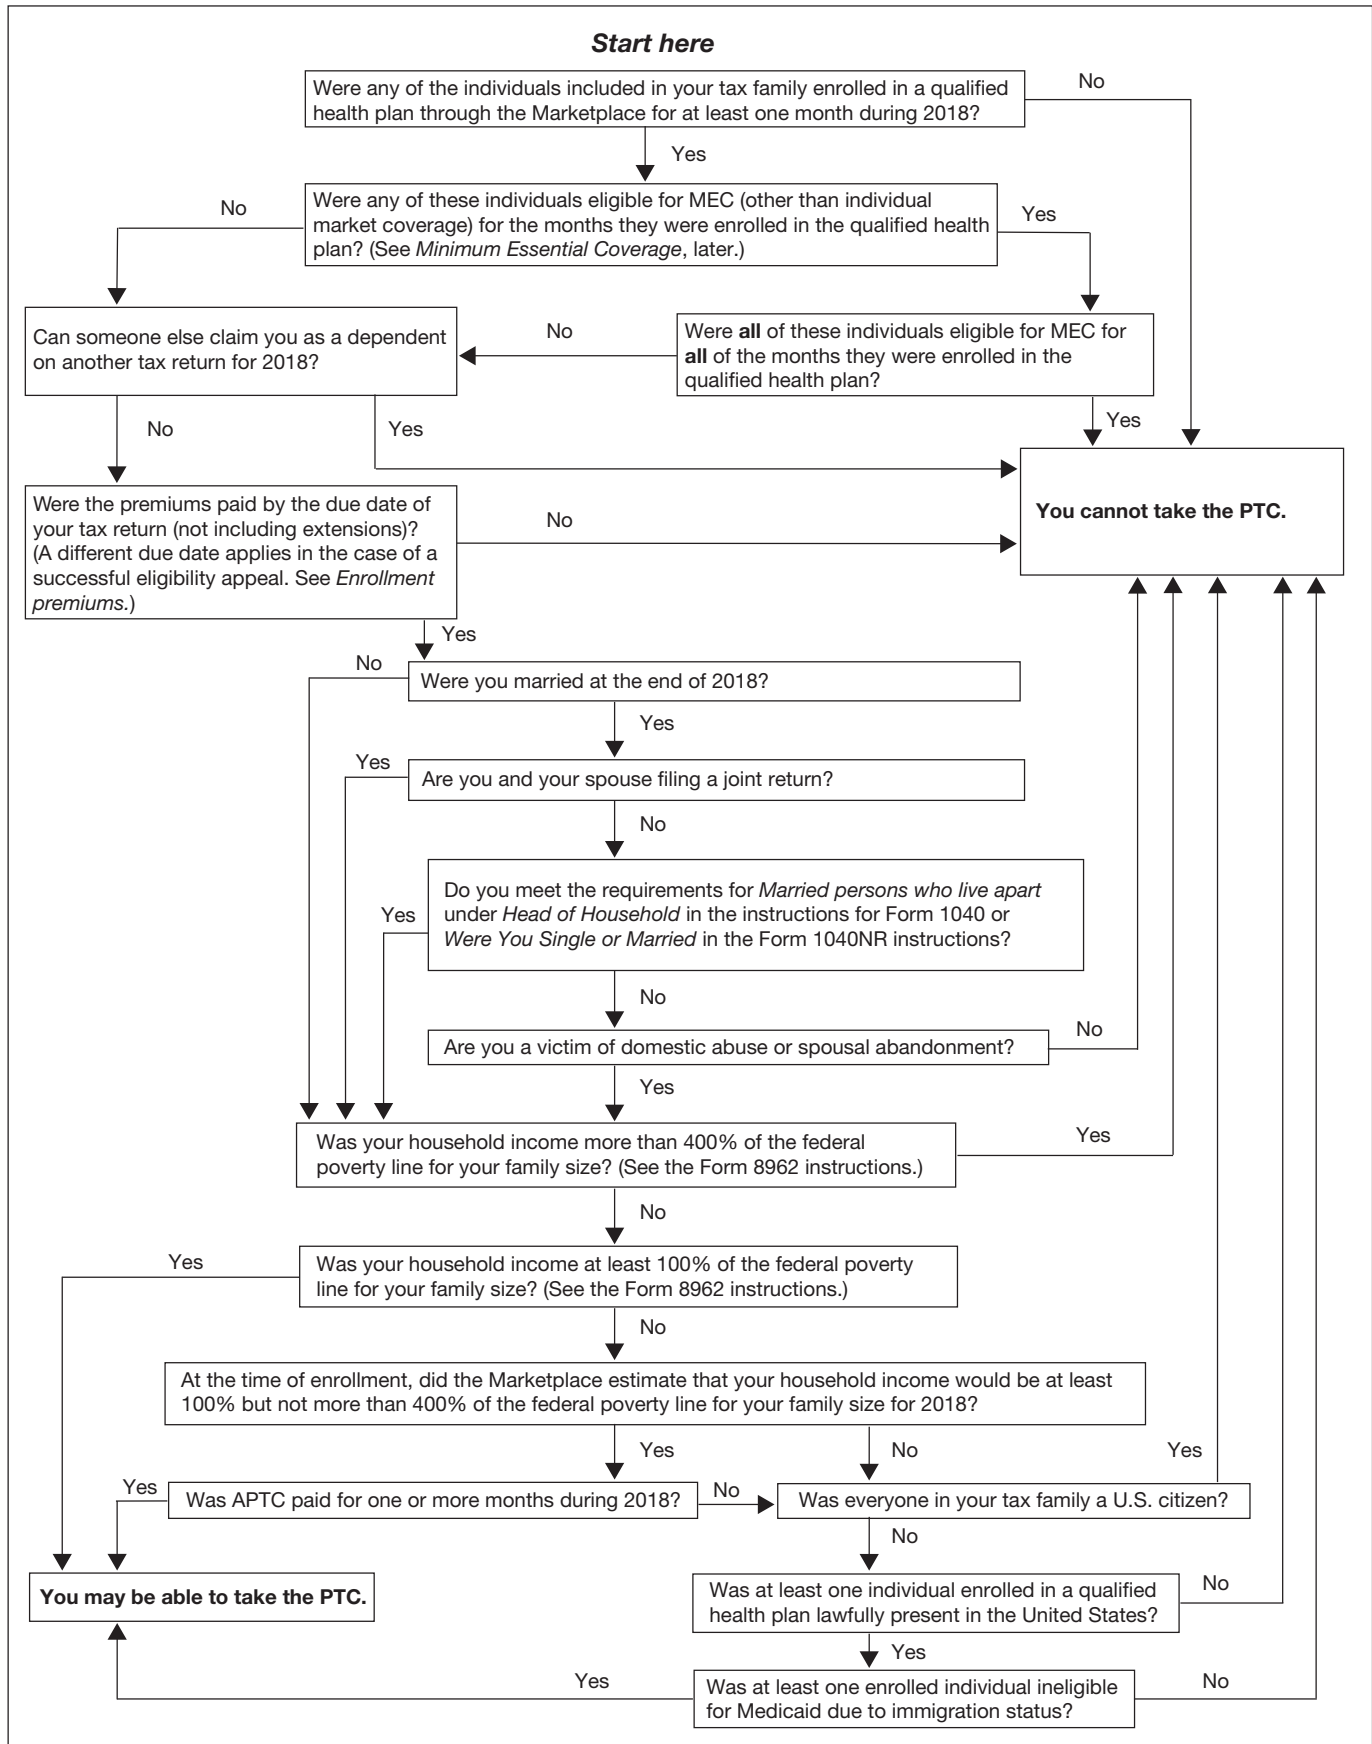 Start here
Were any of the individuals included in your tax family enrolled in a qualified
health plan through the Marketplace for at least one month during 2018?
No
Yes
Were any of these individuals eligible for MEC (other than individual
market coverage) for the months they were enrolled in the qualified health
plan? (See Minimum Essential Coverage, later.)
No
Yes
Can someone else claim you as a dependent
on another tax return for 2018?
No
Were all of these individuals eligible for MEC for
all of the months they were enrolled in the
qualified health plan?
No
Yes
Yes
You cannot take the PTC.
Were the premiums paid by the due date of
your tax return (not including extensions)?
(A different due date applies in the case of a
successful eligibility appeal. See Enrollment
premiums.)
No
Yes
No
Were you married at the end of 2018?
Yes
Yes
Are you and your spouse filing a joint return?
No
Do you meet the requirements for Married persons who live apart
under Head of Household in the instructions for Form 1040 or
Were You Single or Married in the Form 1040NR instructions?
Yes
No
Are you a victim of domestic abuse or spousal abandonment?
No
Yes
Was your household income more than 400% of the federal
poverty line for your family size? (See the Form 8962 instructions.)
Yes
No
Yes
Was your household income at least 100% of the federal poverty
line for your family size? (See the Form 8962 instructions.)
No
At the time of enrollment, did the Marketplace estimate that your household income would be at least
100% but not more than 400% of the federal poverty line for your family size for 2018?
Yes
No
Yes
Yes
Was APTC paid for one or more months during 2018?
No
Was everyone in your tax family a U.S. citizen?
No
You may be able to take the PTC.
Was at least one individual enrolled in a qualified
health plan lawfully present in the United States?
No
Yes
Yes
Was at least one enrolled individual ineligible
for Medicaid due to immigration status?
No